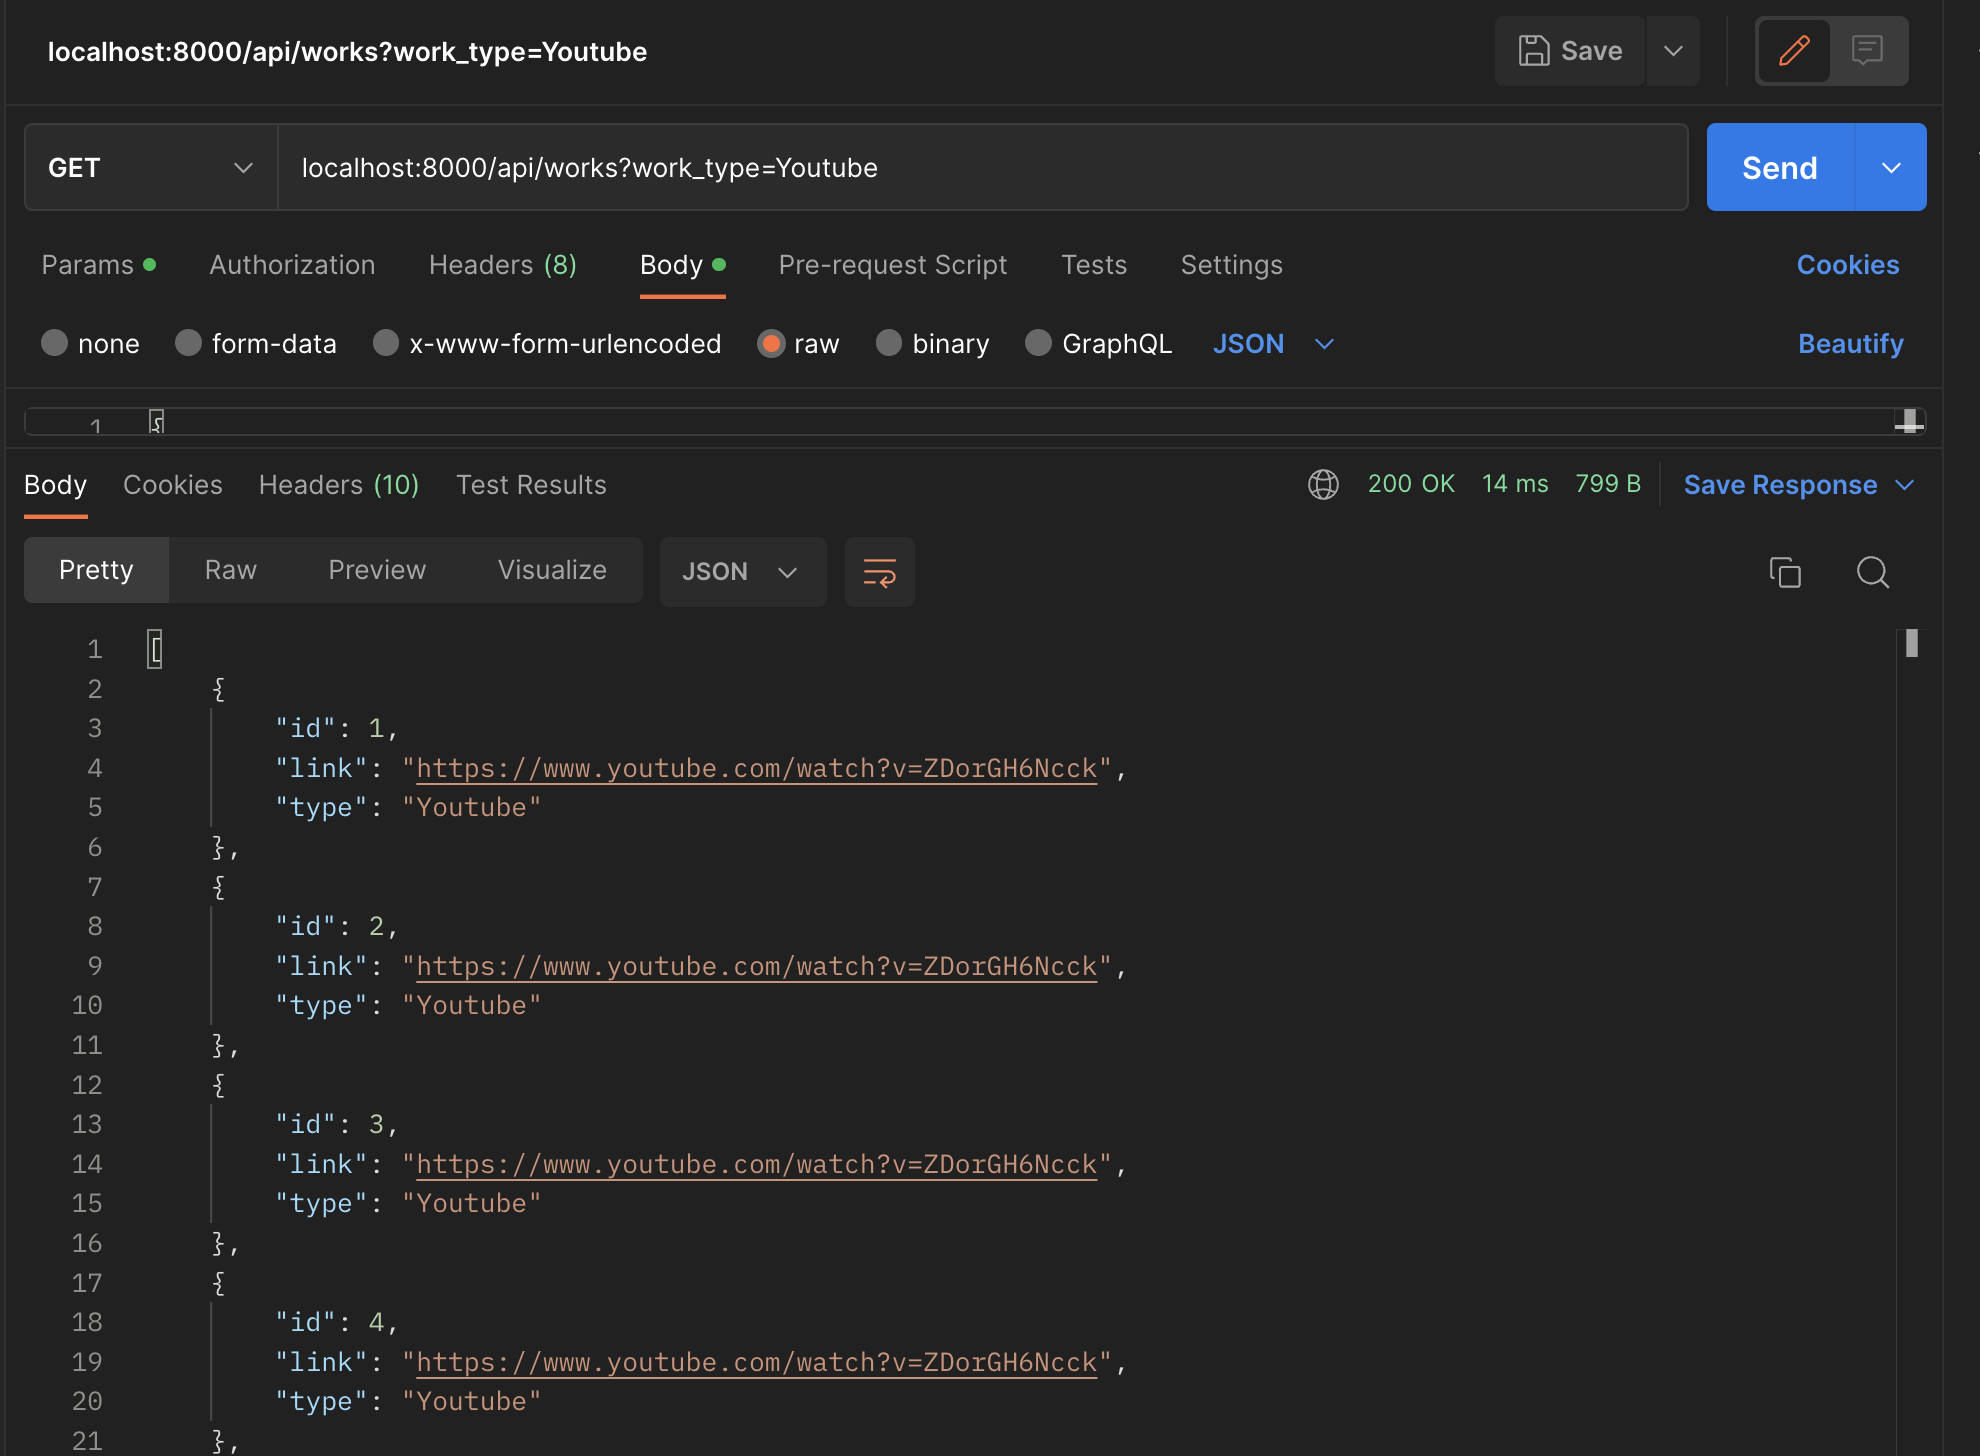 localhost:8000/api/works?work_type=Youtube Save
GET localhost:8000/api/works?work_type=Youtube Send
Params Authorization Headers (8) Body Pre-request Script Tests Settings Cookies
none form-data x-www-form-urlencoded raw binary GraphQL JSON Beautify
1 {
Body Cookies Headers (10) Test Results 200 OK 14 ms 799 B Save Response
Pretty Raw Preview Visualize JSON
1 [
2 {
3 "id": 1,
4 "link": "https://www.youtube.com/watch?v=ZDorGH6Ncck",
5 "type": "Youtube"
6 },
7 {
8 "id": 2,
9 "link": "https://www.youtube.com/watch?v=ZDorGH6Ncck",
10 "type": "Youtube"
11 },
12 {
13 "id": 3,
14 "link": "https://www.youtube.com/watch?v=ZDorGH6Ncck",
15 "type": "Youtube"
16 },
17 {
18 "id": 4,
19 "link": "https://www.youtube.com/watch?v=ZDorGH6Ncck",
20 "type": "Youtube"
21 },